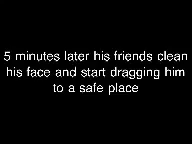 5 minutes later his friends clean
his face and start dragging him
to a safe place